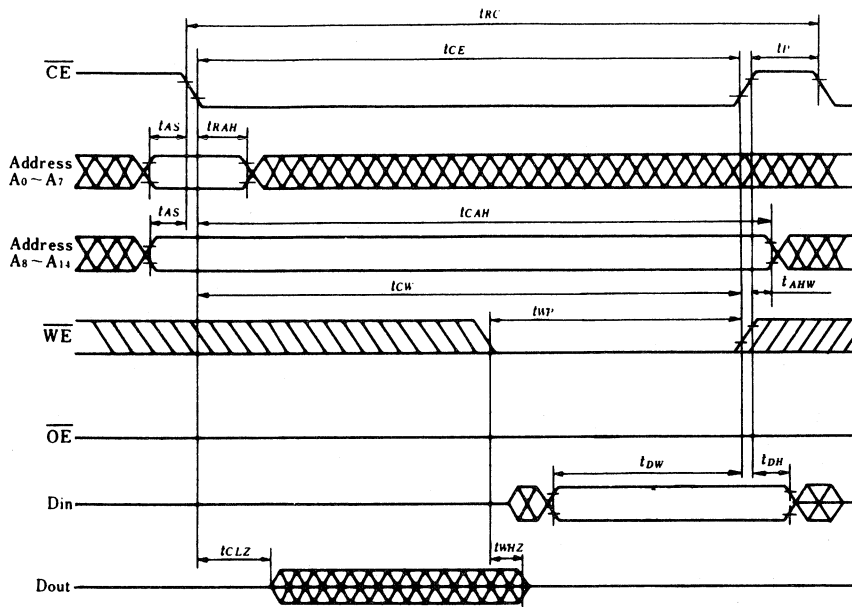 tRC
tCE
tP
CE
tAS
tRAH
Address
A0~A7
tAS
tCAH
Address
A8~A14
tCW
tAHW
tWP
WE
OE
tDW
tDH
Din
tCLZ
tWHZ
Dout